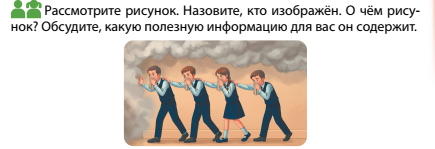 Рассмотрите рисунок. Назовите, кто изображён. О чём рису-
нок? Обсудите, какую полезную информацию для вас он содержит.